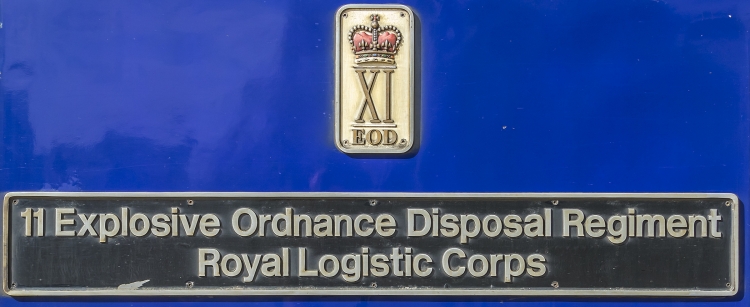 XI
EOD
11 Explosive Ordnance Disposal Regiment
Royal Logistic Corps